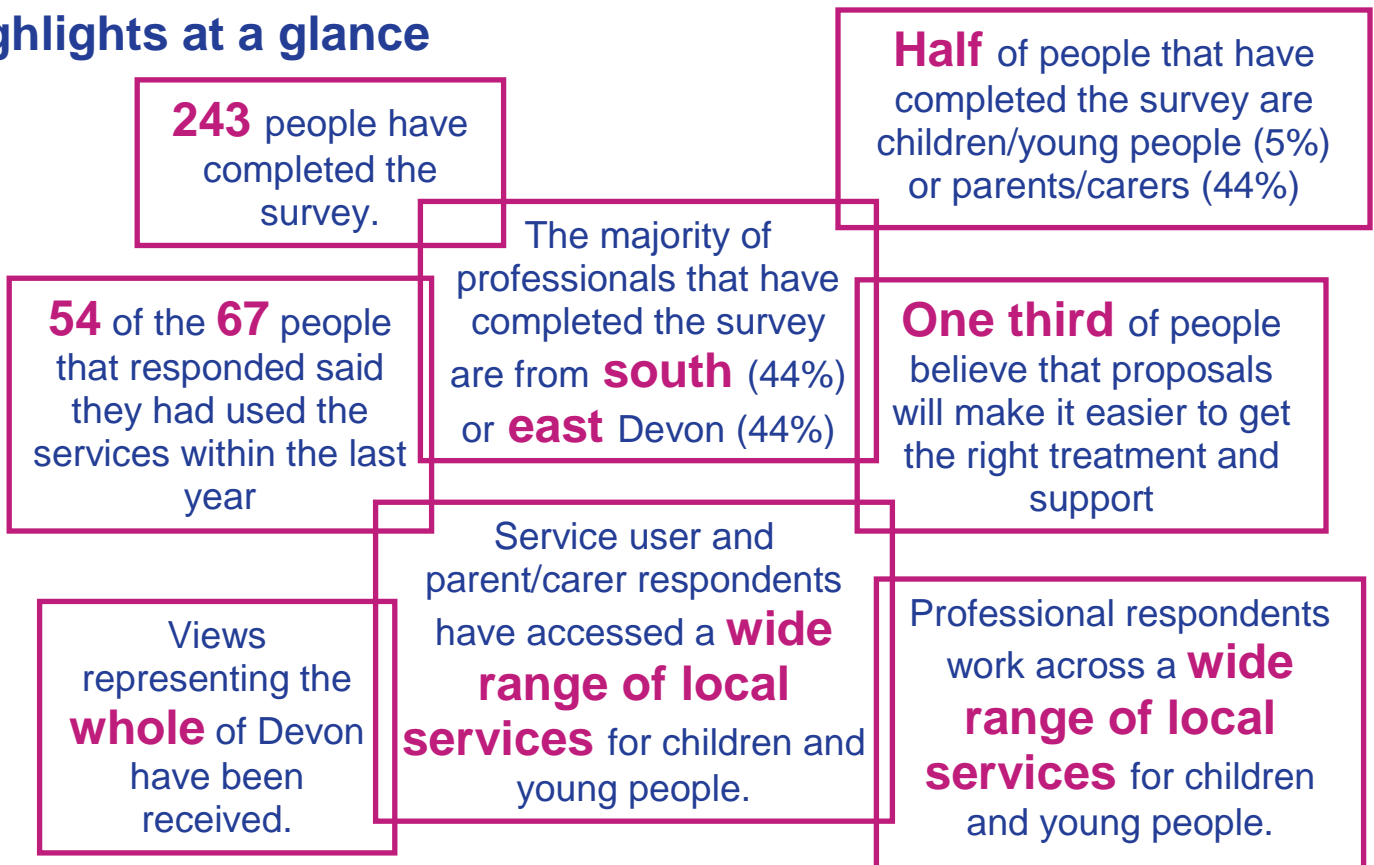 ghlights at a glance
243 people have
completed the
survey.
Half of people that have
completed the survey are
children/young people (5%)
or parents/carers (44%)
The majority of
professionals that have
completed the survey
are from south (44%)
or east Devon (44%)
54 of the 67 people
that responded said
they had used the
services within the last
year
One third of people
believe that proposals
will make it easier to get
the right treatment and
support
Service user and
parent/carer respondents
have accessed a wide
range of local
services for children and
young people.
Views
representing the
whole of Devon
have been
received.
Professional respondents
work across a wide
range of local
services for children
and young people.